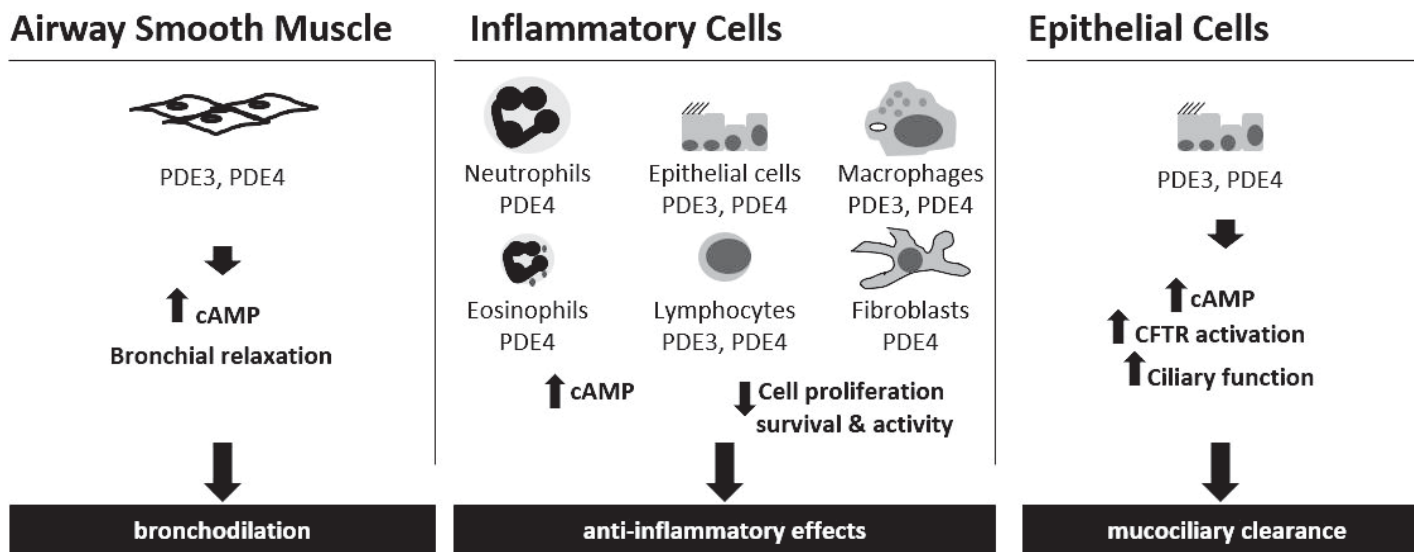 Airway Smooth Muscle
PDE3, PDE4
cAMP
Bronchial relaxation
bronchodilation
Inflammatory Cells
Neutrophils
PDE4
Epithelial cells
PDE3, PDE4
Macrophages
PDE3, PDE4
Eosinophils
PDE4
Lymphocytes
PDE3, PDE4
Fibroblasts
PDE4
cAMP
Cell proliferation
survival & activity
anti-inflammatory effects
Epithelial Cells
PDE3, PDE4
cAMP
CFTR activation
Ciliary function
mucociliary clearance